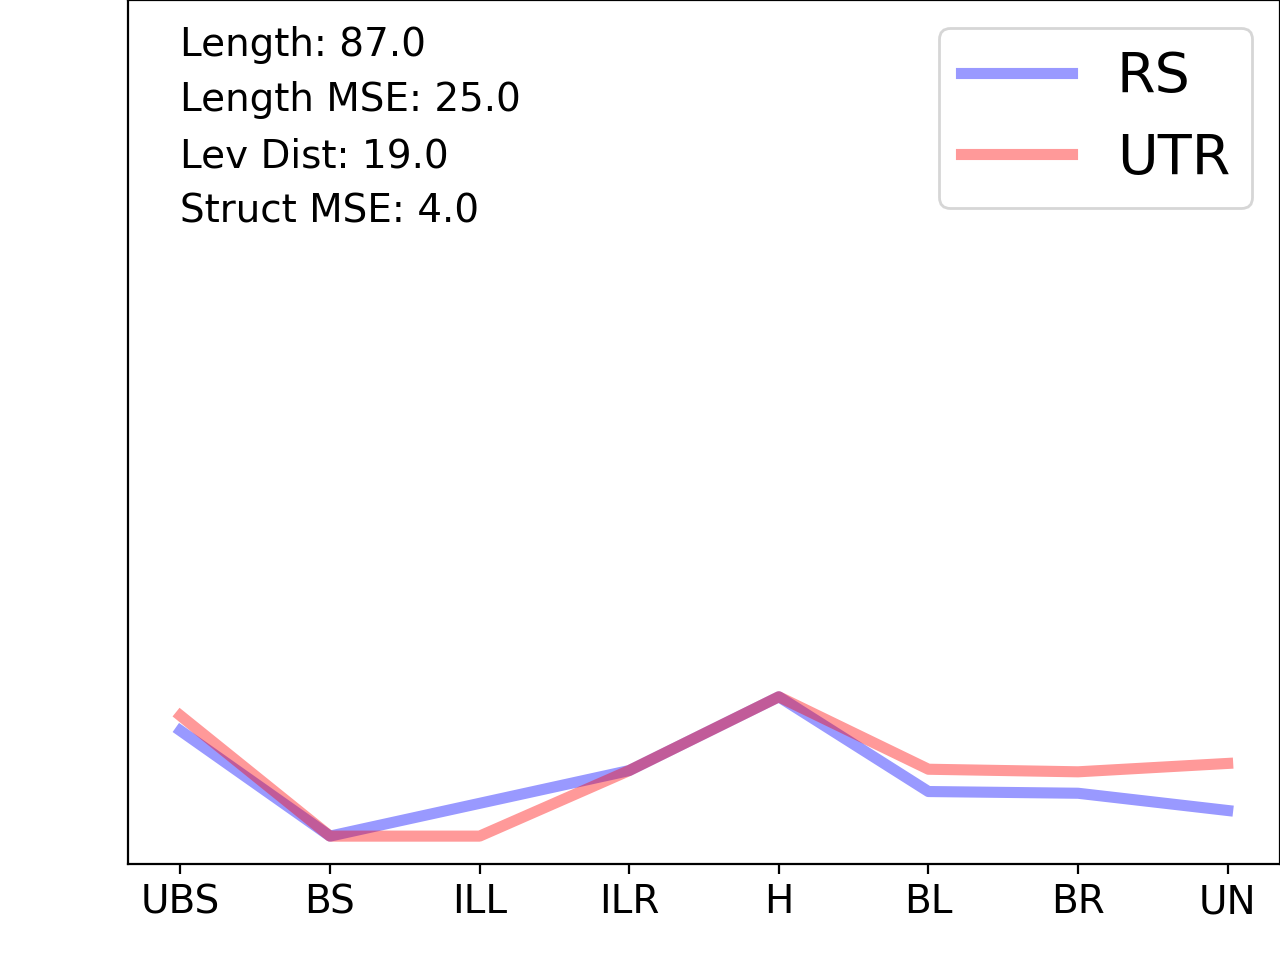 Length: 87.0
Length MSE: 25.0
Lev Dist: 19.0
Struct MSE: 4.0
RS
UTR
UBS BS ILL ILR H BL BR UN